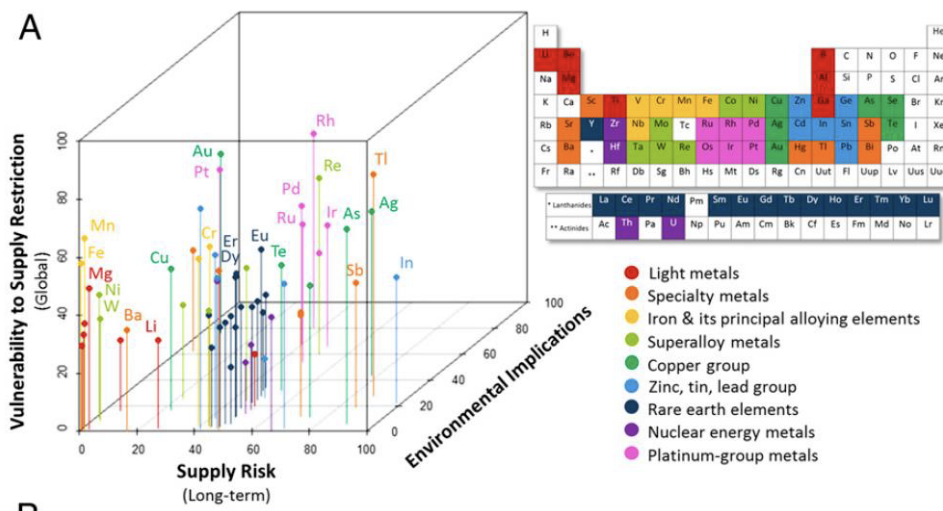 A
Vulnerability to Supply Restriction
(Global)
100
80
60
40
20
0
0
20
40
60
80
100
Supply Risk
(Long-term)
0
20
40
60
80
100
Environmental Implications
Rh
Au
Pt
Re
Tl
Pd
Ru
Ir
As
Ag
Mn
Fe
Cr
Er
Dy
Eu
Cu
Te
Sb
In
Mg
Ni
W
Ba
Li
H He
Li Be B C N O F Ne
Na Mg Al Si P S Cl Ar
K Ca Sc Ti V Cr Mn Fe Co Ni Cu Zn Ga Ge As Se Br Kr
Rb Sr Y Zr Nb Mo Tc Ru Rh Pd Ag Cd In Sn Sb Te I Xe
Cs Ba * Hf Ta W Re Os Ir Pt Au Hg Tl Pb Bi Po At Rn
Fr Ra ** Rf Db Sg Bh Hs Mt Ds Rg Cn Uut Fl Uup Lv Uus
* Lanthanides La Ce Pr Nd Pm Sm Eu Gd Tb Dy Ho Er Tm Yb Lu
** Actinides Ac Th Pa U Np Pu Am Cm Bk Cf Es Fm Md No Lr
Light metals
Specialty metals
Iron & its principal alloying elements
Superalloy metals
Copper group
Zinc, tin, lead group
Rare earth elements
Nuclear energy metals
Platinum-group metals